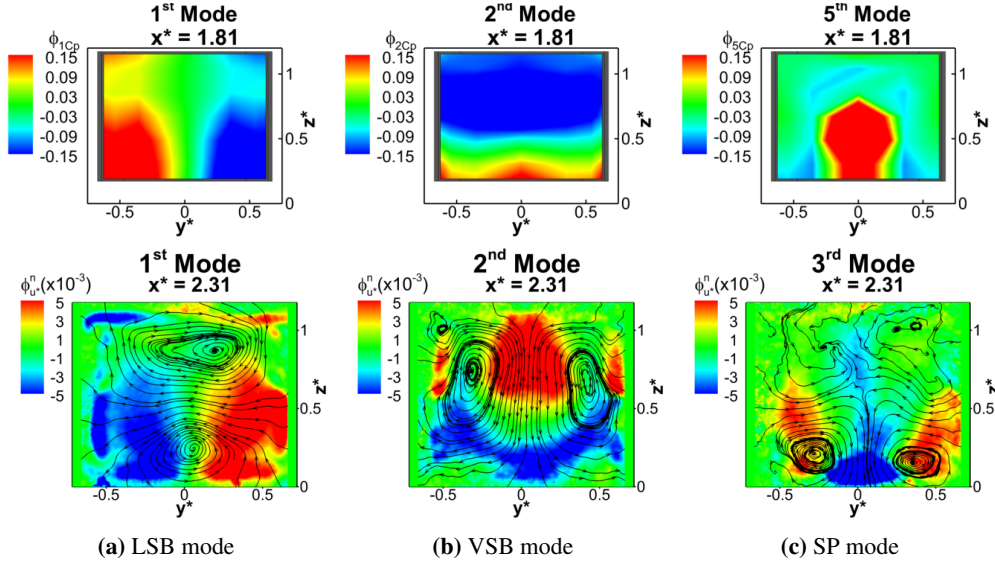 1st Mode
x* = 1.81
ϕ1Cp
0.15
0.09
0.03
-0.03
-0.09
-0.15
1
0.5
0
z*
-0.5 0 0.5
y*
2nd Mode
x* = 1.81
ϕ2Cp
0.15
0.09
0.03
-0.03
-0.09
-0.15
1
0.5
0
z*
-0.5 0 0.5
y*
5th Mode
x* = 1.81
ϕ5Cp
0.15
0.09
0.03
-0.03
-0.09
-0.15
1
0.5
0
z*
-0.5 0 0.5
y*
1st Mode
x* = 2.31
ϕnu*(x10-3)
5
3
1
-1
-3
-5
1
0.5
0
z*
-0.5 0 0.5
y*
2nd Mode
x* = 2.31
ϕnu*(x10-3)
5
3
1
-1
-3
-5
1
0.5
0
z*
-0.5 0 0.5
y*
3rd Mode
x* = 2.31
ϕnu*(x10-3)
5
3
1
-1
-3
-5
1
0.5
0
z*
-0.5 0 0.5
y*
(a) LSB mode
(b) VSB mode
(c) SP mode